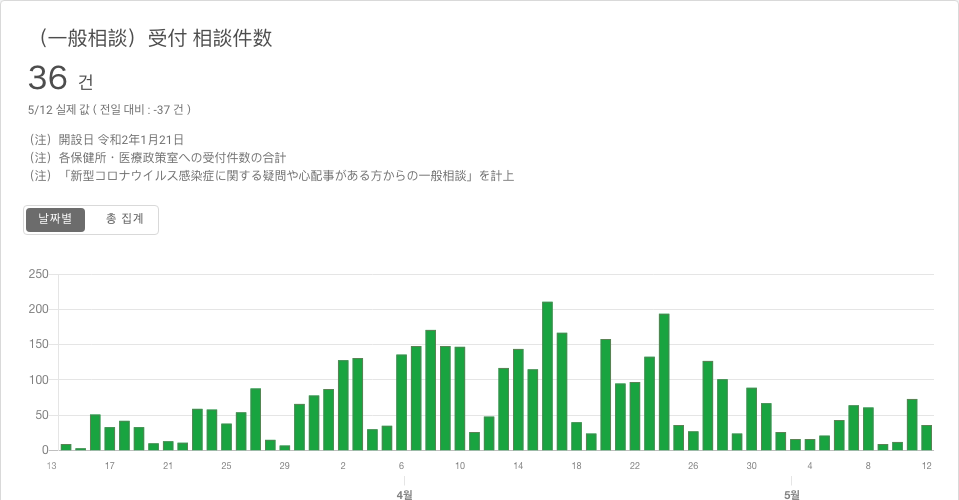 （一般相談）受付 相談件数
36 건
5/12 실제 값 ( 전일 대비 : -37 건 )
（注）開設日 令和2年1月21日
（注）各保健所・医療政策室への受付件数の合計
（注）「新型コロナウイルス感染症に関する疑問や心配事がある方からの一般相談」を計上
날짜별 총 집계
250
200
150
100
50
0
13 17 21 25 29 2 6 10 14 18 22 26 30 4 8 12
4월 5월